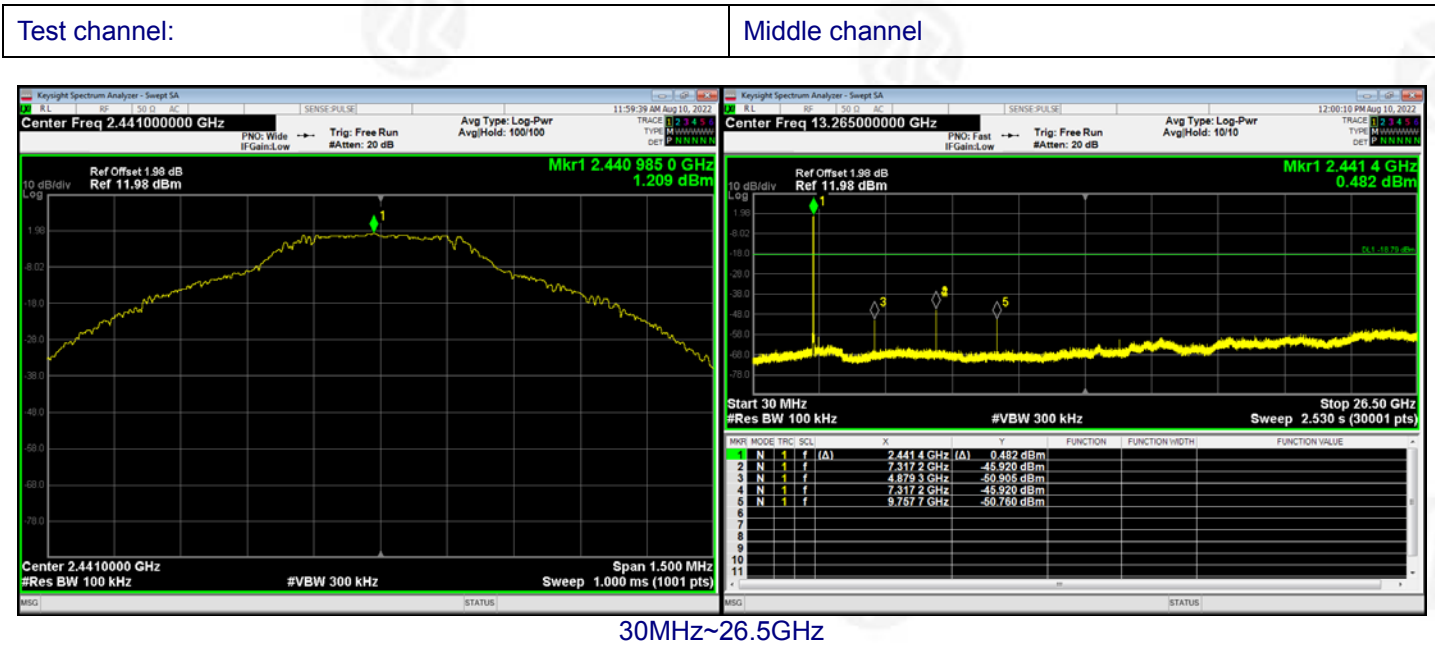 Test channel: Middle channel
Keysight Spectrum Analyzer - Swept SA
RL RF 50 Ω AC SENSE:PULSE 11:59:39 AM Aug 10, 2022
Center Freq 2.441000000 GHz
Avg Type: Log-Pwr
TRACE 1 2 3 4 5 6
PNO: Wide Trig: Free Run Avg|Hold: 100/100
TYPE M WWWWW
IFGain:Low #Atten: 20 dB
DET P N N N N N
Ref Offset 1.98 dB
Mkr1 2.440 985 0 GHz
10 dB/div Ref 11.98 dBm 1.209 dBm
Log
1
1.98
-8.02
-18.0
-28.0
-38.0
-48.0
-58.0
-68.0
-78.0
Center 2.4410000 GHz Span 1.500 MHz
#Res BW 100 kHz #VBW 300 kHz Sweep 1.000 ms (1001 pts)
MSG STATUS
Keysight Spectrum Analyzer - Swept SA
RL RF 50 Ω AC SENSE:PULSE 12:00:10 PM Aug 10, 2022
Center Freq 13.265000000 GHz
Avg Type: Log-Pwr
TRACE 1 2 3 4 5 6
PNO: Fast Trig: Free Run Avg|Hold: 10/10
TYPE M WWWWW
IFGain:Low #Atten: 20 dB
DET P N N N N N
Ref Offset 1.98 dB
Mkr1 2.441 4 GHz
10 dB/div Ref 11.98 dBm 0.482 dBm
Log
1
1.98
-8.02
DL1 -18.79 dBm
-18.0
-28.0
-38.0
3 5
-48.0
-58.0
-68.0
-78.0
Start 30 MHz Stop 26.50 GHz
#Res BW 100 kHz #VBW 300 kHz Sweep 2.530 s (30001 pts)
MKR MODE TRC SCL X Y FUNCTION FUNCTION WIDTH FUNCTION VALUE
1 N 1 f (Δ) 2.441 4 GHz (Δ) 0.482 dBm
2 N 1 f 7.317 2 GHz -45.920 dBm
3 N 1 f 4.879 3 GHz -50.905 dBm
4 N 1 f 7.317 2 GHz -45.920 dBm
5 N 1 f 9.757 7 GHz -50.760 dBm
6
7
8
9
10
11
MSG STATUS
30MHz~26.5GHz